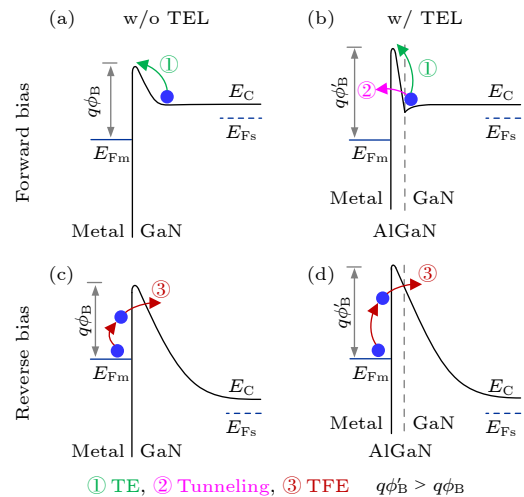 (a) w/o TEL
(b) w/ TEL
Forward bias
qϕB
①
EC
EFs
EFm
Metal GaN
qϕ′B
①
②
EC
EFs
EFm
Metal GaN
AlGaN
Reverse bias
(c)
qϕB
③
EFm
EC
EFs
Metal GaN
(d)
qϕ′B
③
EFm
EC
EFs
Metal GaN
AlGaN
① TE, ② Tunneling, ③ TFE qϕ′B > qϕB